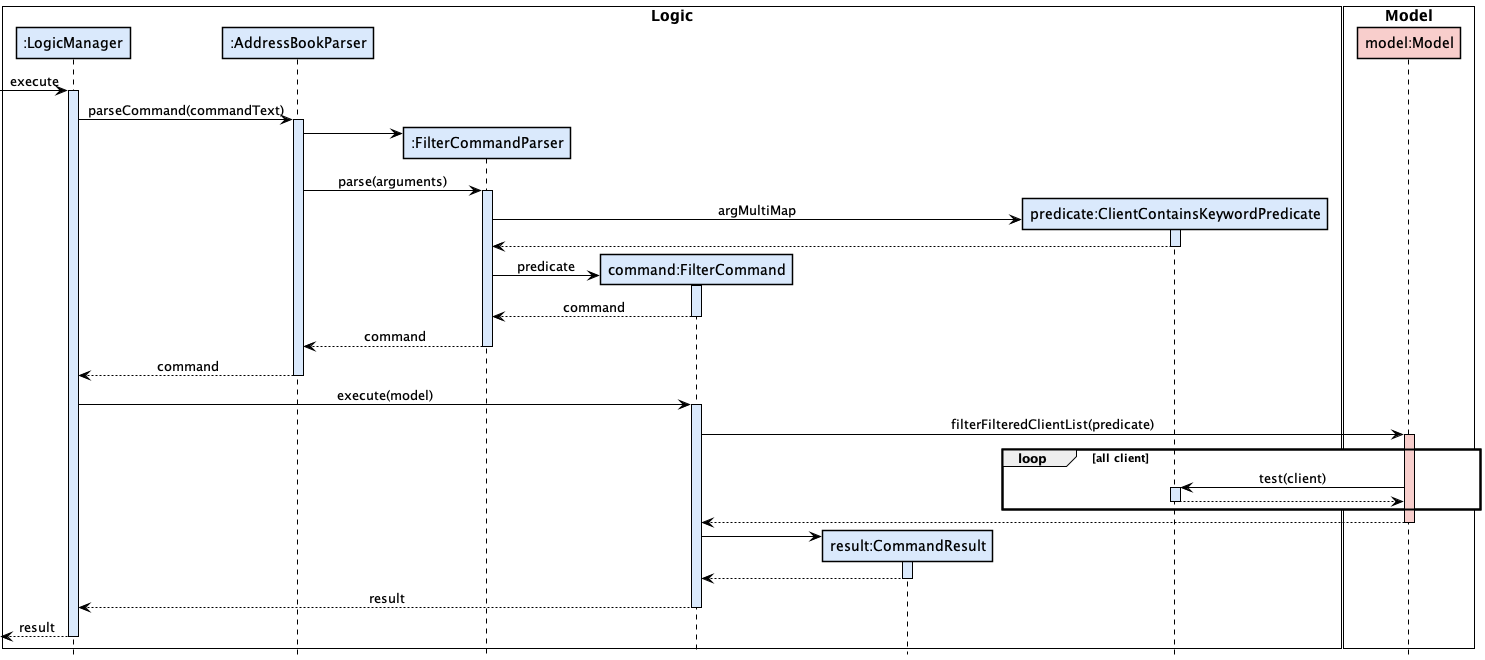 Logic
Model
:LogicManager
:AddressBookParser
model:Model
execute
parseCommand(commandText)
:FilterCommandParser
parse(arguments)
argMultiMap
predicate:ClientContainsKeywordPredicate
predicate
command:FilterCommand
command
command
command
execute(model)
filterFilteredClientList(predicate)
loop
[all client]
test(client)
result:CommandResult
result
result